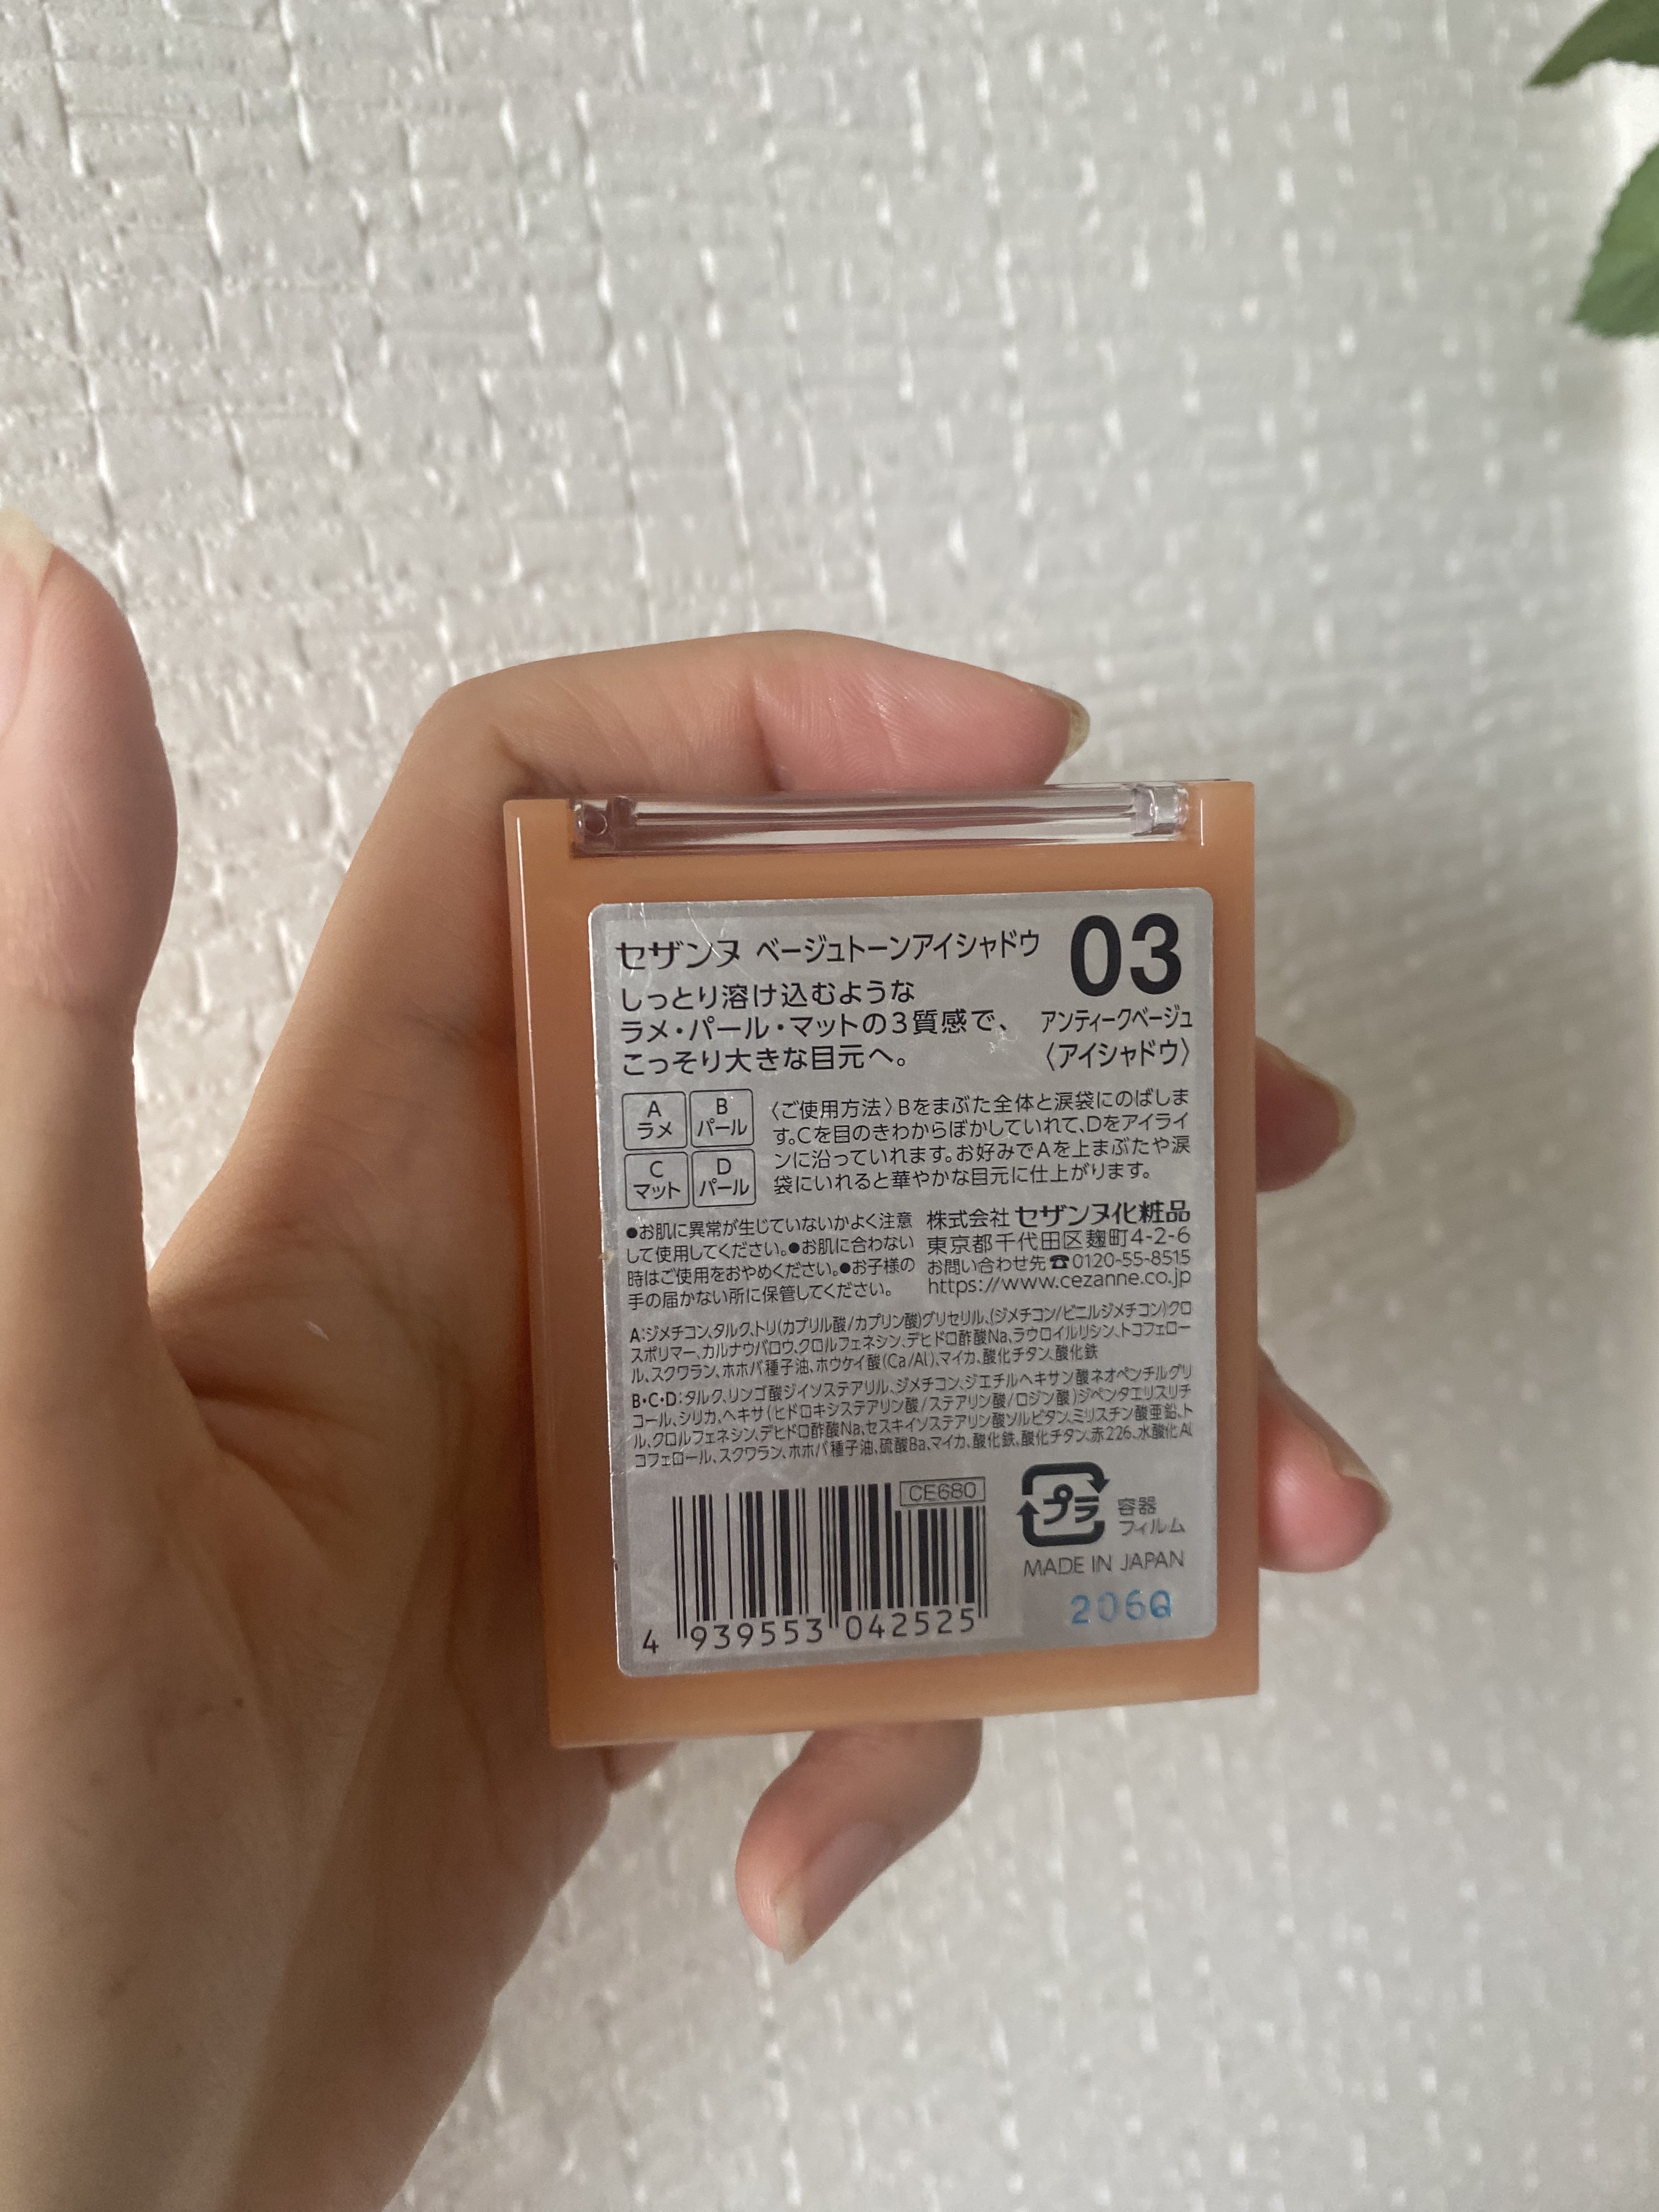 セザンヌ ベージュトーンアイシャドウ
03
しっとり溶け込むような
ラメ・パール・マットの3質感で、
こっそり大きな目元へ。
アンティークベージュ
〈アイシャドウ〉
A
ラメ
B
パール
C
マット
D
パール
〈ご使用方法〉Bをまぶた全体と涙袋にのばしま
す。Cを目のきわからぼかしていれて、Dをアイライ
ンに沿っていれます。お好みでAを上まぶたや涙
袋にいれると華やかな目元に仕上がります。
●お肌に異常が生じていないかよく注意
して使用してください。●お肌に合わない
時はご使用をおやめください。●お子様の
手の届かない所に保管してください。
株式会社 セザンヌ化粧品
東京都千代田区麹町4-2-6
お問い合わせ先☎0120-55-8515
https://www.cezanne.co.jp
A:ジメチコン、タルク、トリ(カプリル酸/カプリン酸)グリセリル、(ジメチコン/ビニルジメチコン)クロ
スポリマー、カルナウバロウ、クロルフェネシン、デヒドロ酢酸Na、ラウロイルリシン、トコフェロー
ル、スクワラン、ホホバ種子油、ホウケイ酸(Ca/Al)、マイカ、酸化チタン、酸化鉄
B・C・D:タルク、リンゴ酸ジイソステアリル、ジメチコン、ジエチルヘキサン酸ネオペンチルグリ
コール、シリカ、ヘキサ(ヒドロキシステアリン酸/ステアリン酸/ロジン酸)ジペンタエリスリチ
ル、クロルフェネシン、デヒドロ酢酸Na、セスキイソステアリン酸ソルビタン、ミリスチン酸亜鉛、ト
コフェロール、スクワラン、ホホバ種子油、硫酸Ba、マイカ、酸化鉄、酸化チタン、赤226、水酸化Al
CE680
プラ
容器
フィルム
MADE IN JAPAN
206Q
4 939553 042525